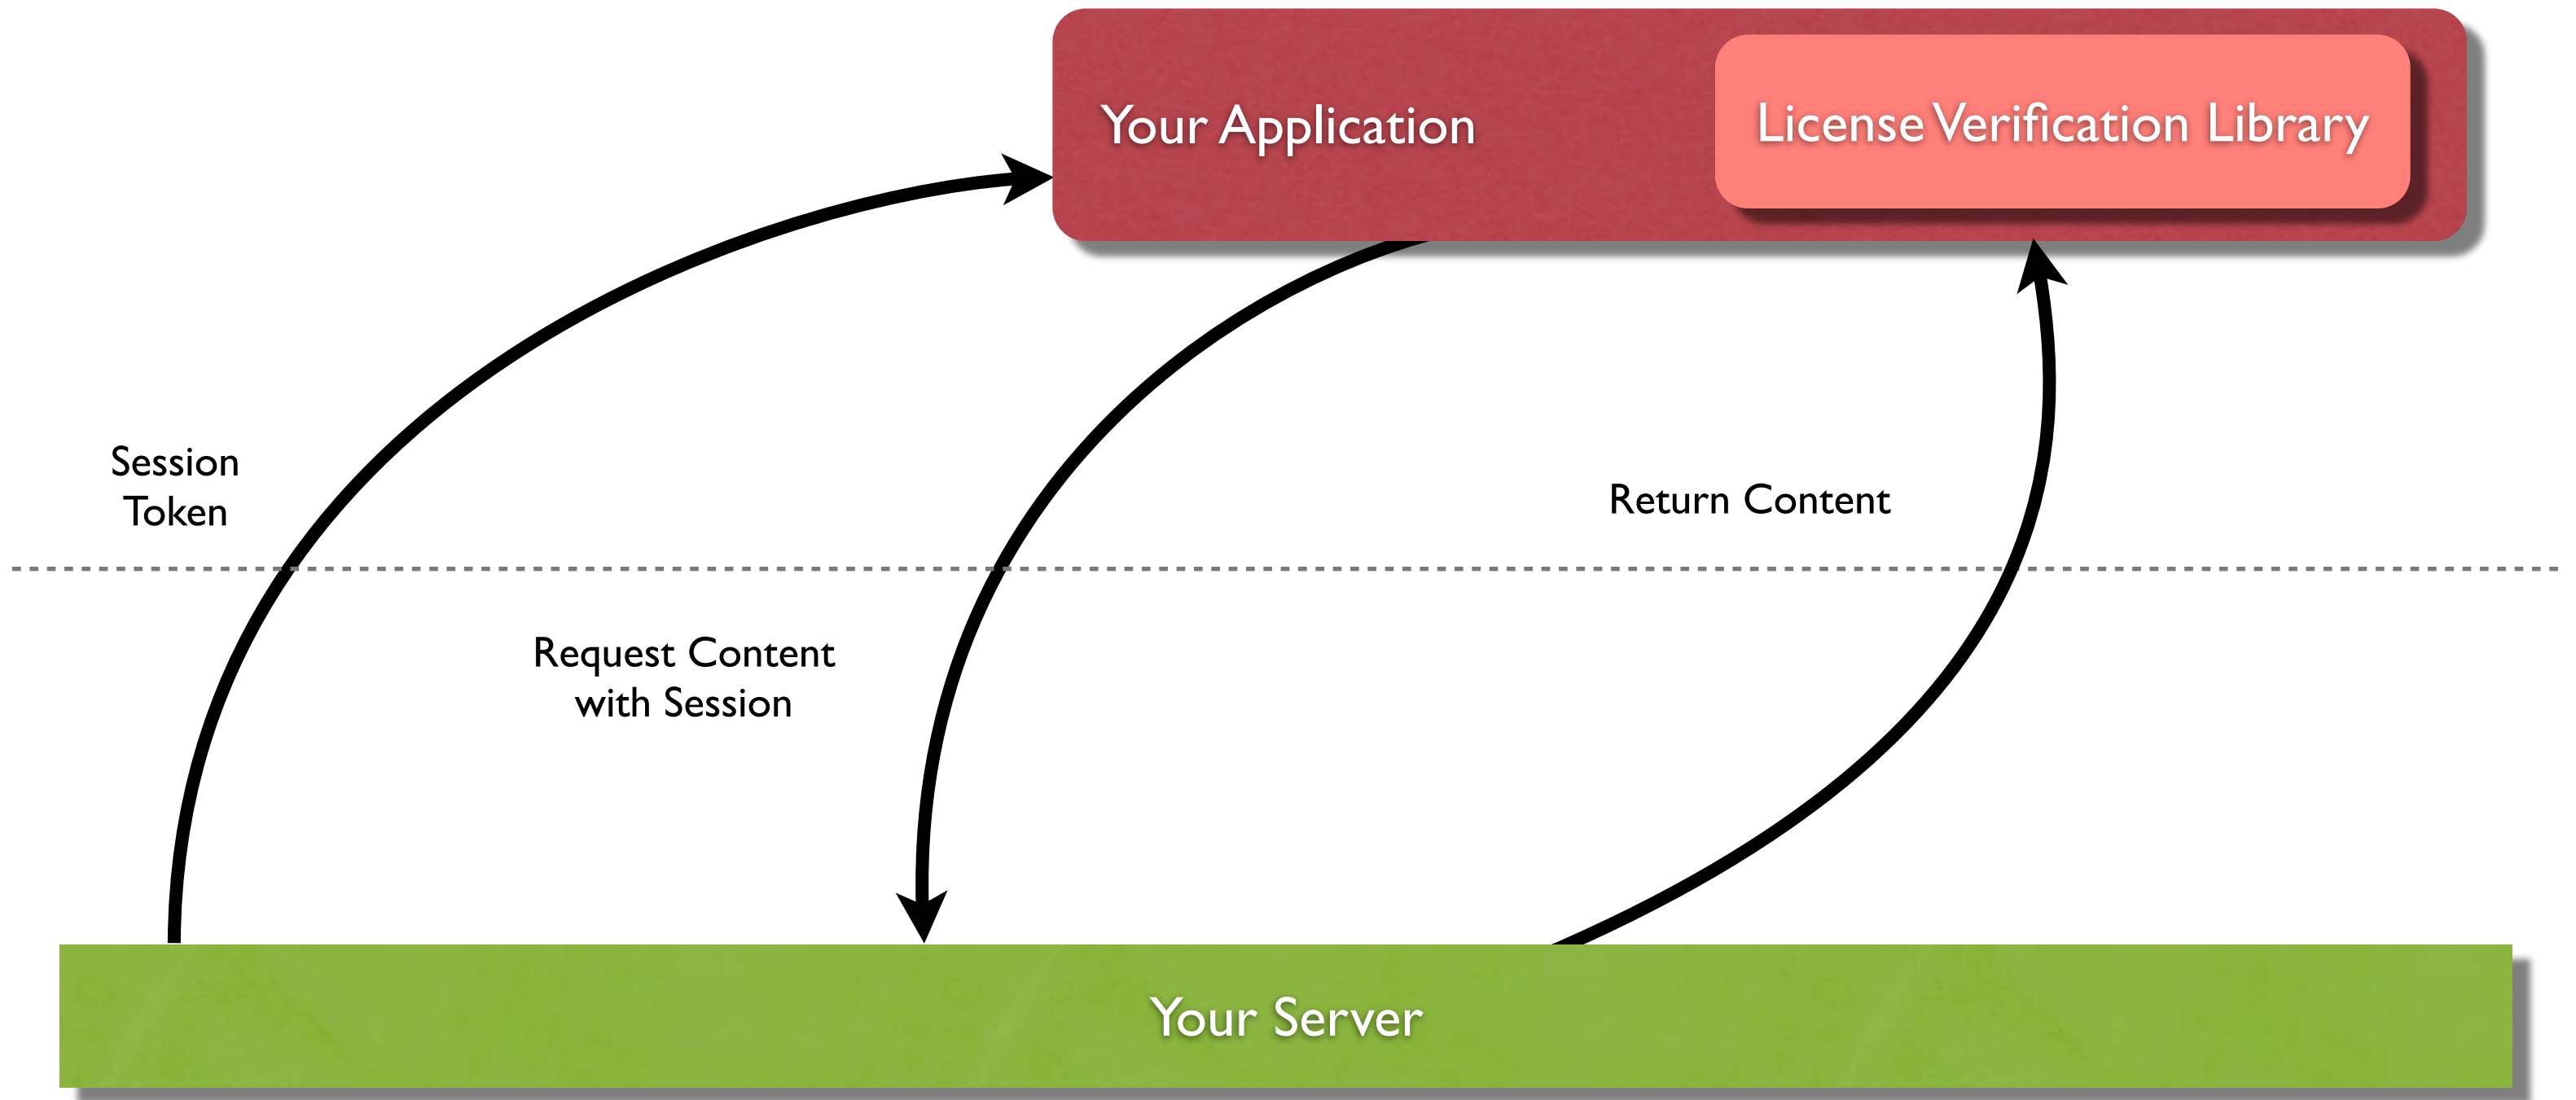 Your Application
License Verification Library
Session
Token
Return Content
Request Content
with Session
Your Server